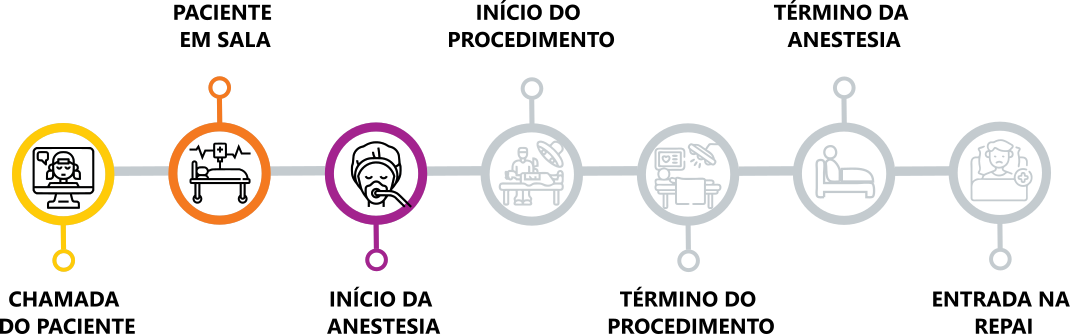 CHAMADA
DO PACIENTE
PACIENTE
EM SALA
INÍCIO DA
ANESTESIA
INÍCIO DO
PROCEDIMENTO
TÉRMINO DO
PROCEDIMENTO
TÉRMINO DA
ANESTESIA
ENTRADA NA
REPAI